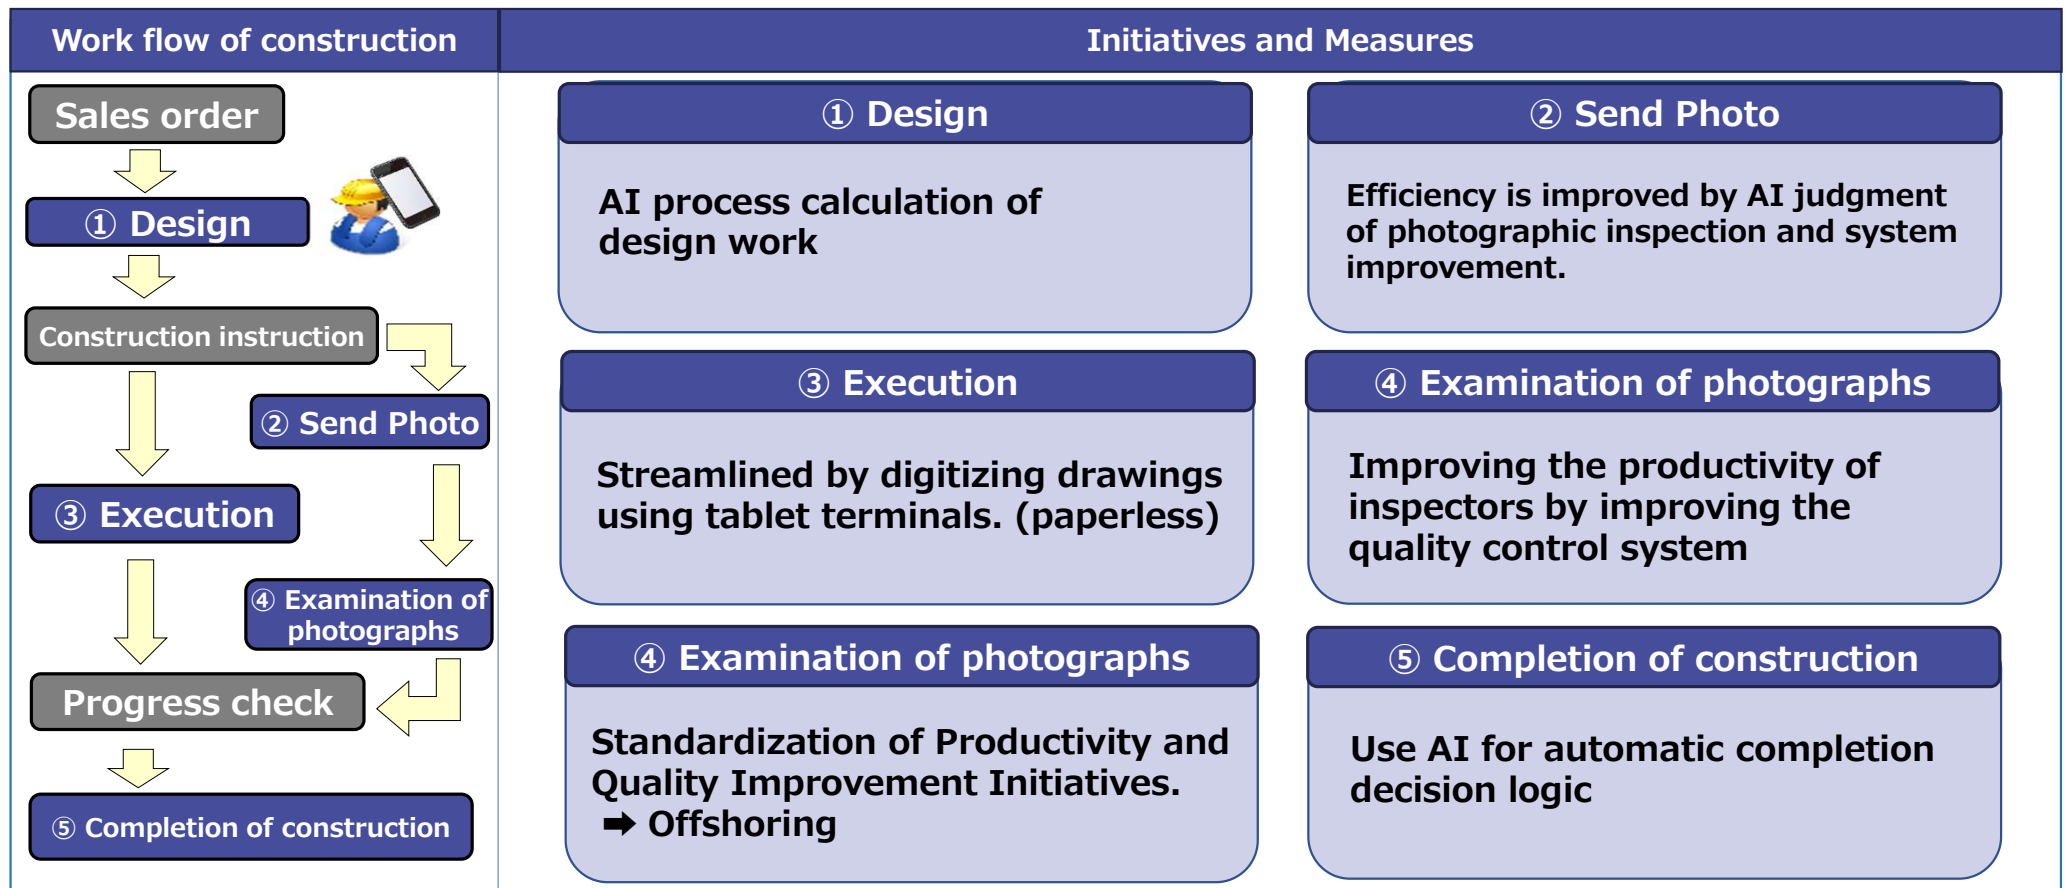 Work flow of construction
Sales order
① Design
Construction instruction
② Send Photo
③ Execution
④ Examination of
photographs
Progress check
⑤ Completion of construction
Initiatives and Measures
① Design
AI process calculation of
design work
② Send Photo
Efficiency is improved by AI judgment
of photographic inspection and system
improvement.
③ Execution
Streamlined by digitizing drawings
using tablet terminals. (paperless)
④ Examination of photographs
Improving the productivity of
inspectors by improving the
quality control system
④ Examination of photographs
Standardization of Productivity and
Quality Improvement Initiatives.
➡ Offshoring
⑤ Completion of construction
Use AI for automatic completion
decision logic